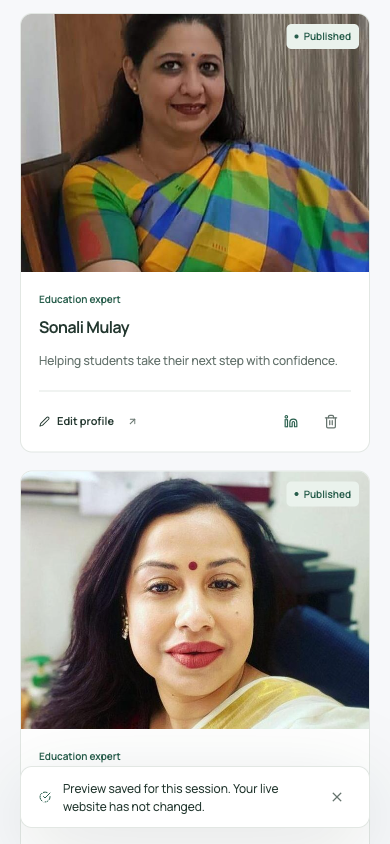 Published
Education expert
Sonali Mulay
Helping students take their next step with confidence.
Edit profile
Published
Education expert
Preview saved for this session. Your live
website has not changed.